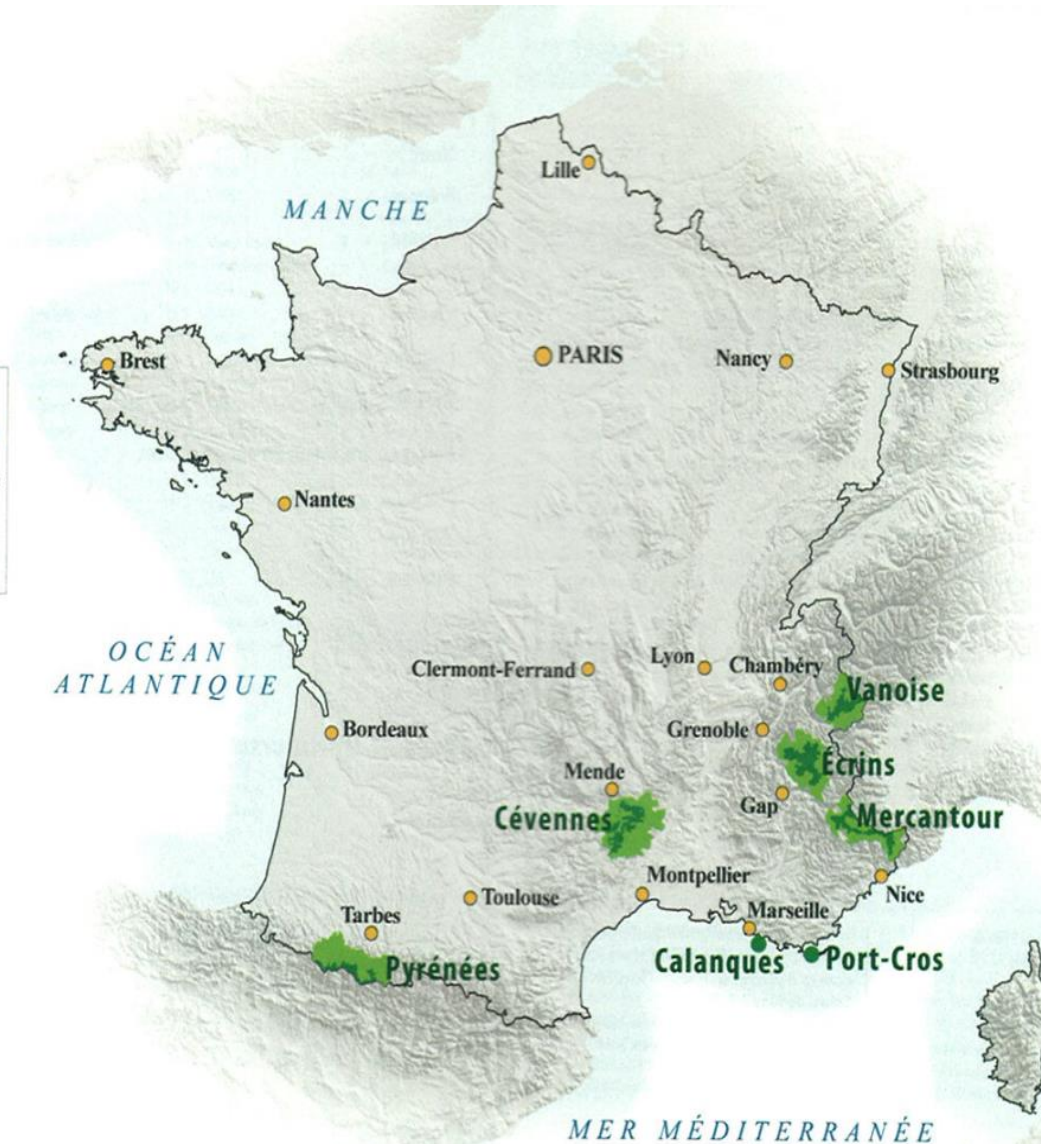 Lille
MANCHE
Brest
PARIS
Nancy
Strasbourg
Nantes
OCÉAN
ATLANTIQUE
Clermont-Ferrand
Lyon
Chambéry
Vanoise
Bordeaux
Grenoble
Écrins
Mende
Gap
Cévennes
Mercantour
Montpellier
Nice
Toulouse
Marseille
Tarbes
Calanques
Port-Cros
Pyrénées
MER MÉDITERRANÉE